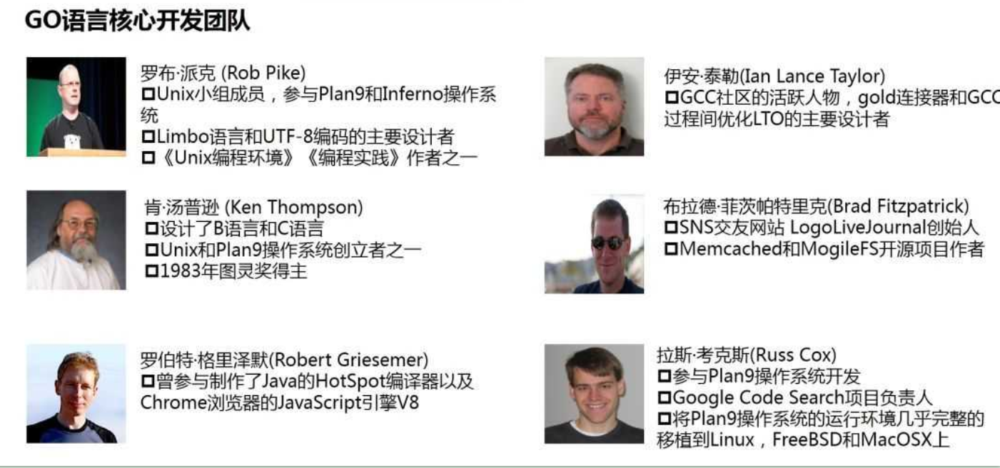 GO语言核心开发团队
罗布·派克 (Rob Pike)
Unix小组成员，参与Plan9和Inferno操作系
统
Limbo语言和UTF-8编码的主要设计者
《Unix编程环境》《编程实践》作者之一
肯·汤普逊 (Ken Thompson)
设计了B语言和C语言
Unix和Plan9操作系统创立者之一
1983年图灵奖得主
罗伯特·格里泽默(Robert Griesemer)
曾参与制作了Java的HotSpot编译器以及
Chrome浏览器的JavaScript引擎V8
伊安·泰勒(Ian Lance Taylor)
GCC社区的活跃人物，gold连接器和GCC
过程间优化LTO的主要设计者
布拉德·菲茨帕特里克(Brad Fitzpatrick)
SNS交友网站 LogoLiveJournal创始人
Memcached和MogileFS开源项目作者
拉斯·考克斯(Russ Cox)
参与Plan9操作系统开发
Google Code Search项目负责人
将Plan9操作系统的运行环境几乎完整的
移植到Linux，FreeBSD和MacOSX上